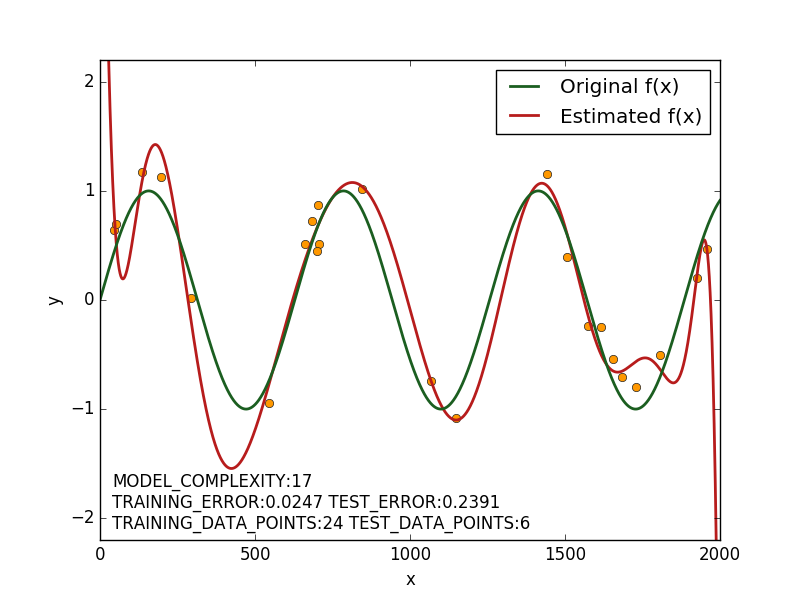 Original f(x)
Estimated f(x)
2
1
0
−1
−2
y
MODEL_COMPLEXITY:17
TRAINING_ERROR:0.0247 TEST_ERROR:0.2391
TRAINING_DATA_POINTS:24 TEST_DATA_POINTS:6
0 500 1000 1500 2000
x